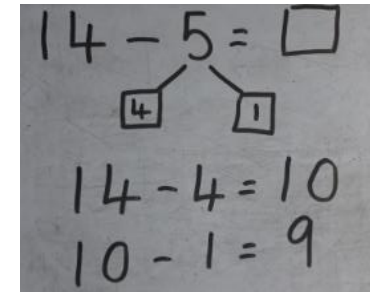 14 - 5 = □
4 1
14 - 4 = 10
10 - 1 = 9